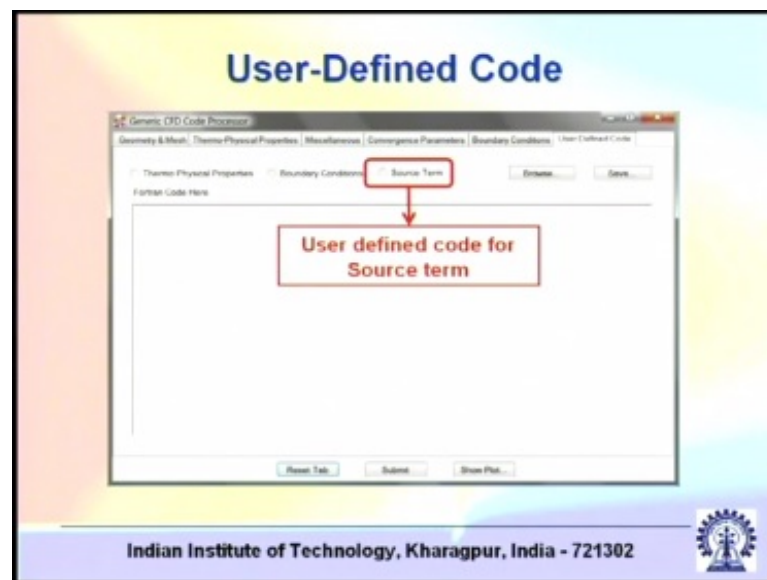 User-Defined Code
Generic CFD Code Processor
Geometry & Mesh Thermo-Physical Properties Miscellaneous Convergence Parameters Boundary Conditions User Defined Code
Thermo-Physical Properties Boundary Conditions Source Term Browse... Save...
Fortran Code Here
User defined code for
Source term
Reset Tab Submit Show Plot...
Indian Institute of Technology, Kharagpur, India - 721302